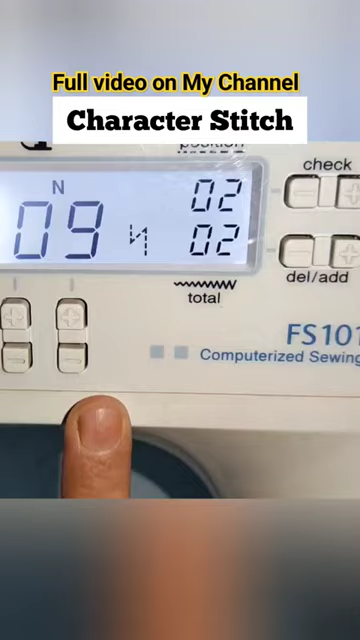 Full video on My Channel
Character Stitch
position
check
N
02
09
02
del/add
total
FS101
Computerized Sewing